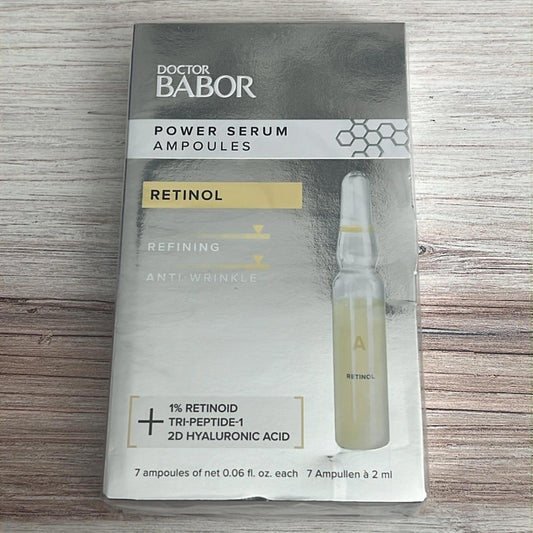 DOCTOR
BABOR
POWER SERUM
AMPOULES
RETINOL
REFINING
ANTI-WRINKLE
A
RETINOL
+ 1% RETINOID
TRI-PEPTIDE-1
2D HYALURONIC ACID
7 ampoules of net 0.06 fl. oz. each 7 Ampullen à 2 ml